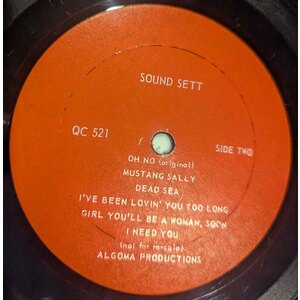 SOUND SETT
QC 521
SIDE TWO
OH NO (original)
MUSTANG SALLY
DEAD SEA
I'VE BEEN LOVIN' YOU TOO LONG
GIRL YOU'LL BE A WOMAN, SOON
I NEED YOU
(not for re-sale)
ALGOMA PRODUCTIONS